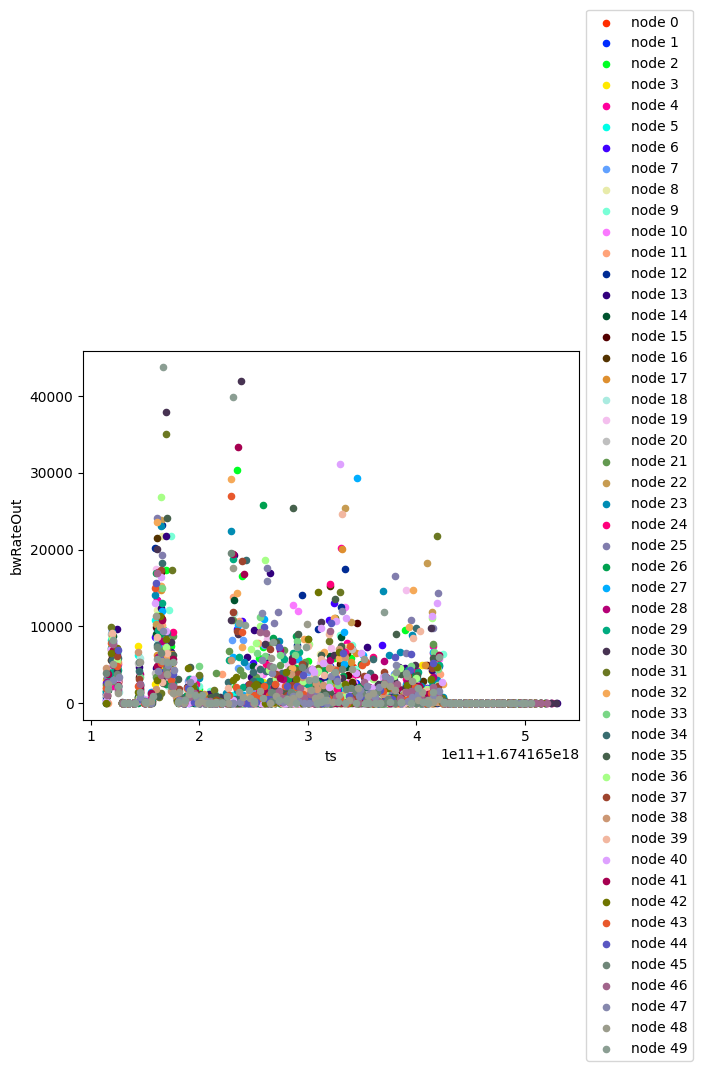 bwRateOut
40000
30000
20000
10000
0
1 2 3 4 5
1e11+1.674165e18
ts
node 0
node 1
node 2
node 3
node 4
node 5
node 6
node 7
node 8
node 9
node 10
node 11
node 12
node 13
node 14
node 15
node 16
node 17
node 18
node 19
node 20
node 21
node 22
node 23
node 24
node 25
node 26
node 27
node 28
node 29
node 30
node 31
node 32
node 33
node 34
node 35
node 36
node 37
node 38
node 39
node 40
node 41
node 42
node 43
node 44
node 45
node 46
node 47
node 48
node 49